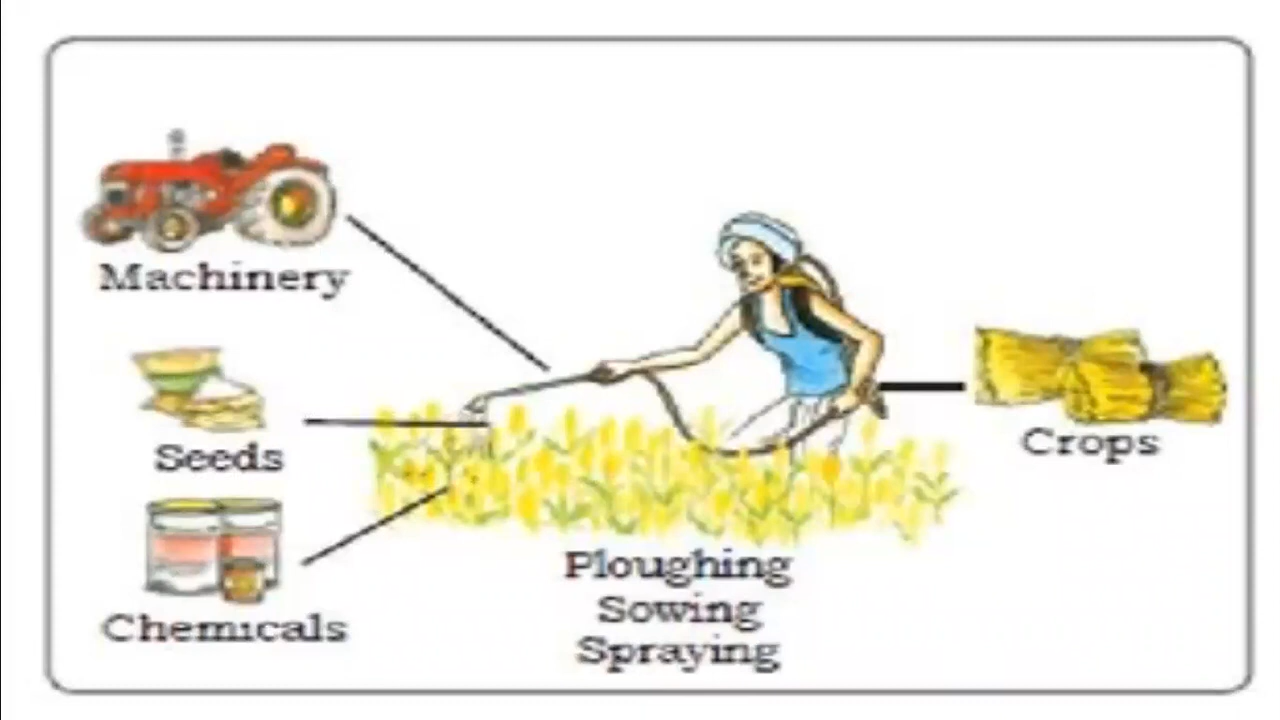 Machinery
Seeds
Chemicals
Ploughing
Sowing
Spraying
Crops